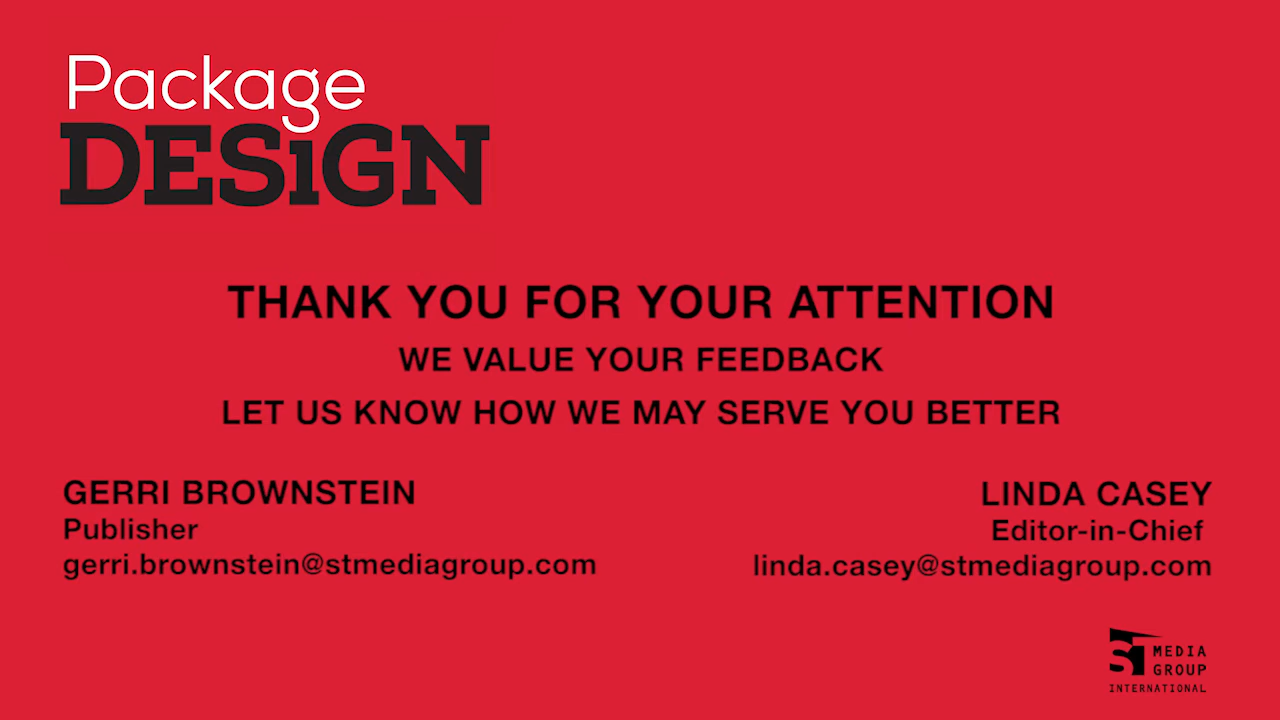 Package
DESiGN
THANK YOU FOR YOUR ATTENTION
WE VALUE YOUR FEEDBACK
LET US KNOW HOW WE MAY SERVE YOU BETTER
GERRI BROWNSTEIN
Publisher
gerri.brownstein@stmediagroup.com
LINDA CASEY
Editor-in-Chief
linda.casey@stmediagroup.com
ST MEDIA
GROUP
INTERNATIONAL